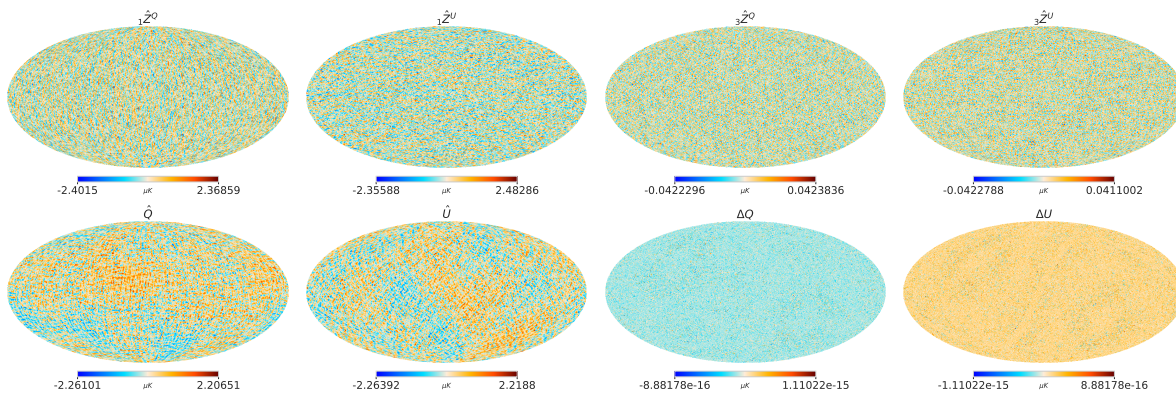 ₁Ẑ^Q ₁Ẑ^U ₃Ẑ^Q ₃Ẑ^U
-2.4015 μK 2.36859 -2.35588 μK 2.48286 -0.0422296 μK 0.0423836 -0.0422788 μK 0.0411002
Q̂ Û ΔQ ΔU
-2.26101 μK 2.20651 -2.26392 μK 2.2188 -8.88178e-16 μK 1.11022e-15 -1.11022e-15 μK 8.88178e-16